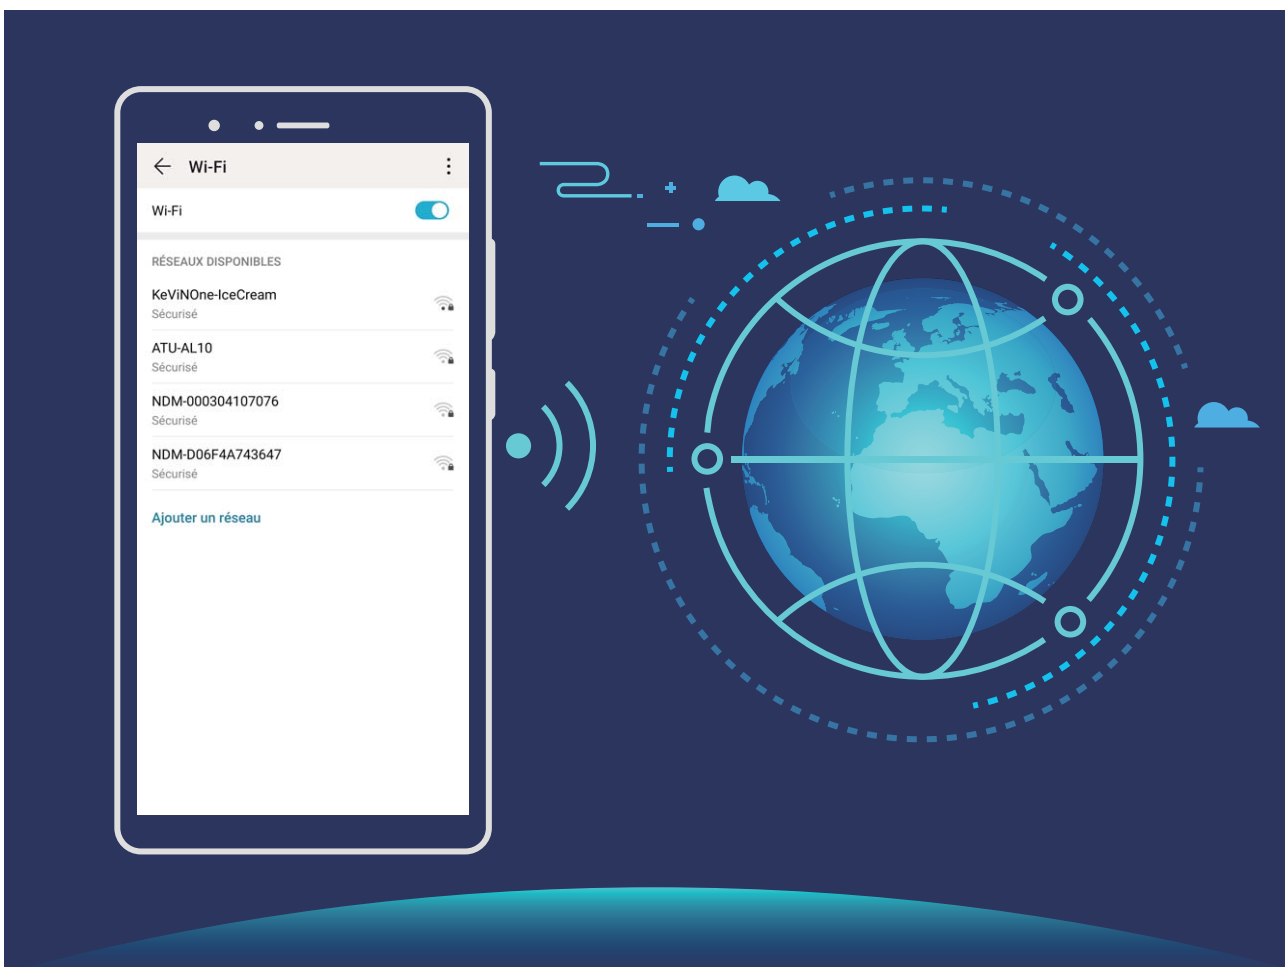 Wi-Fi
Wi-Fi
RÉSEAUX DISPONIBLES
KeViNOne-IceCream
Sécurisé
ATU-AL10
Sécurisé
NDM-000304107076
Sécurisé
NDM-D06F4A743647
Sécurisé
Ajouter un réseau